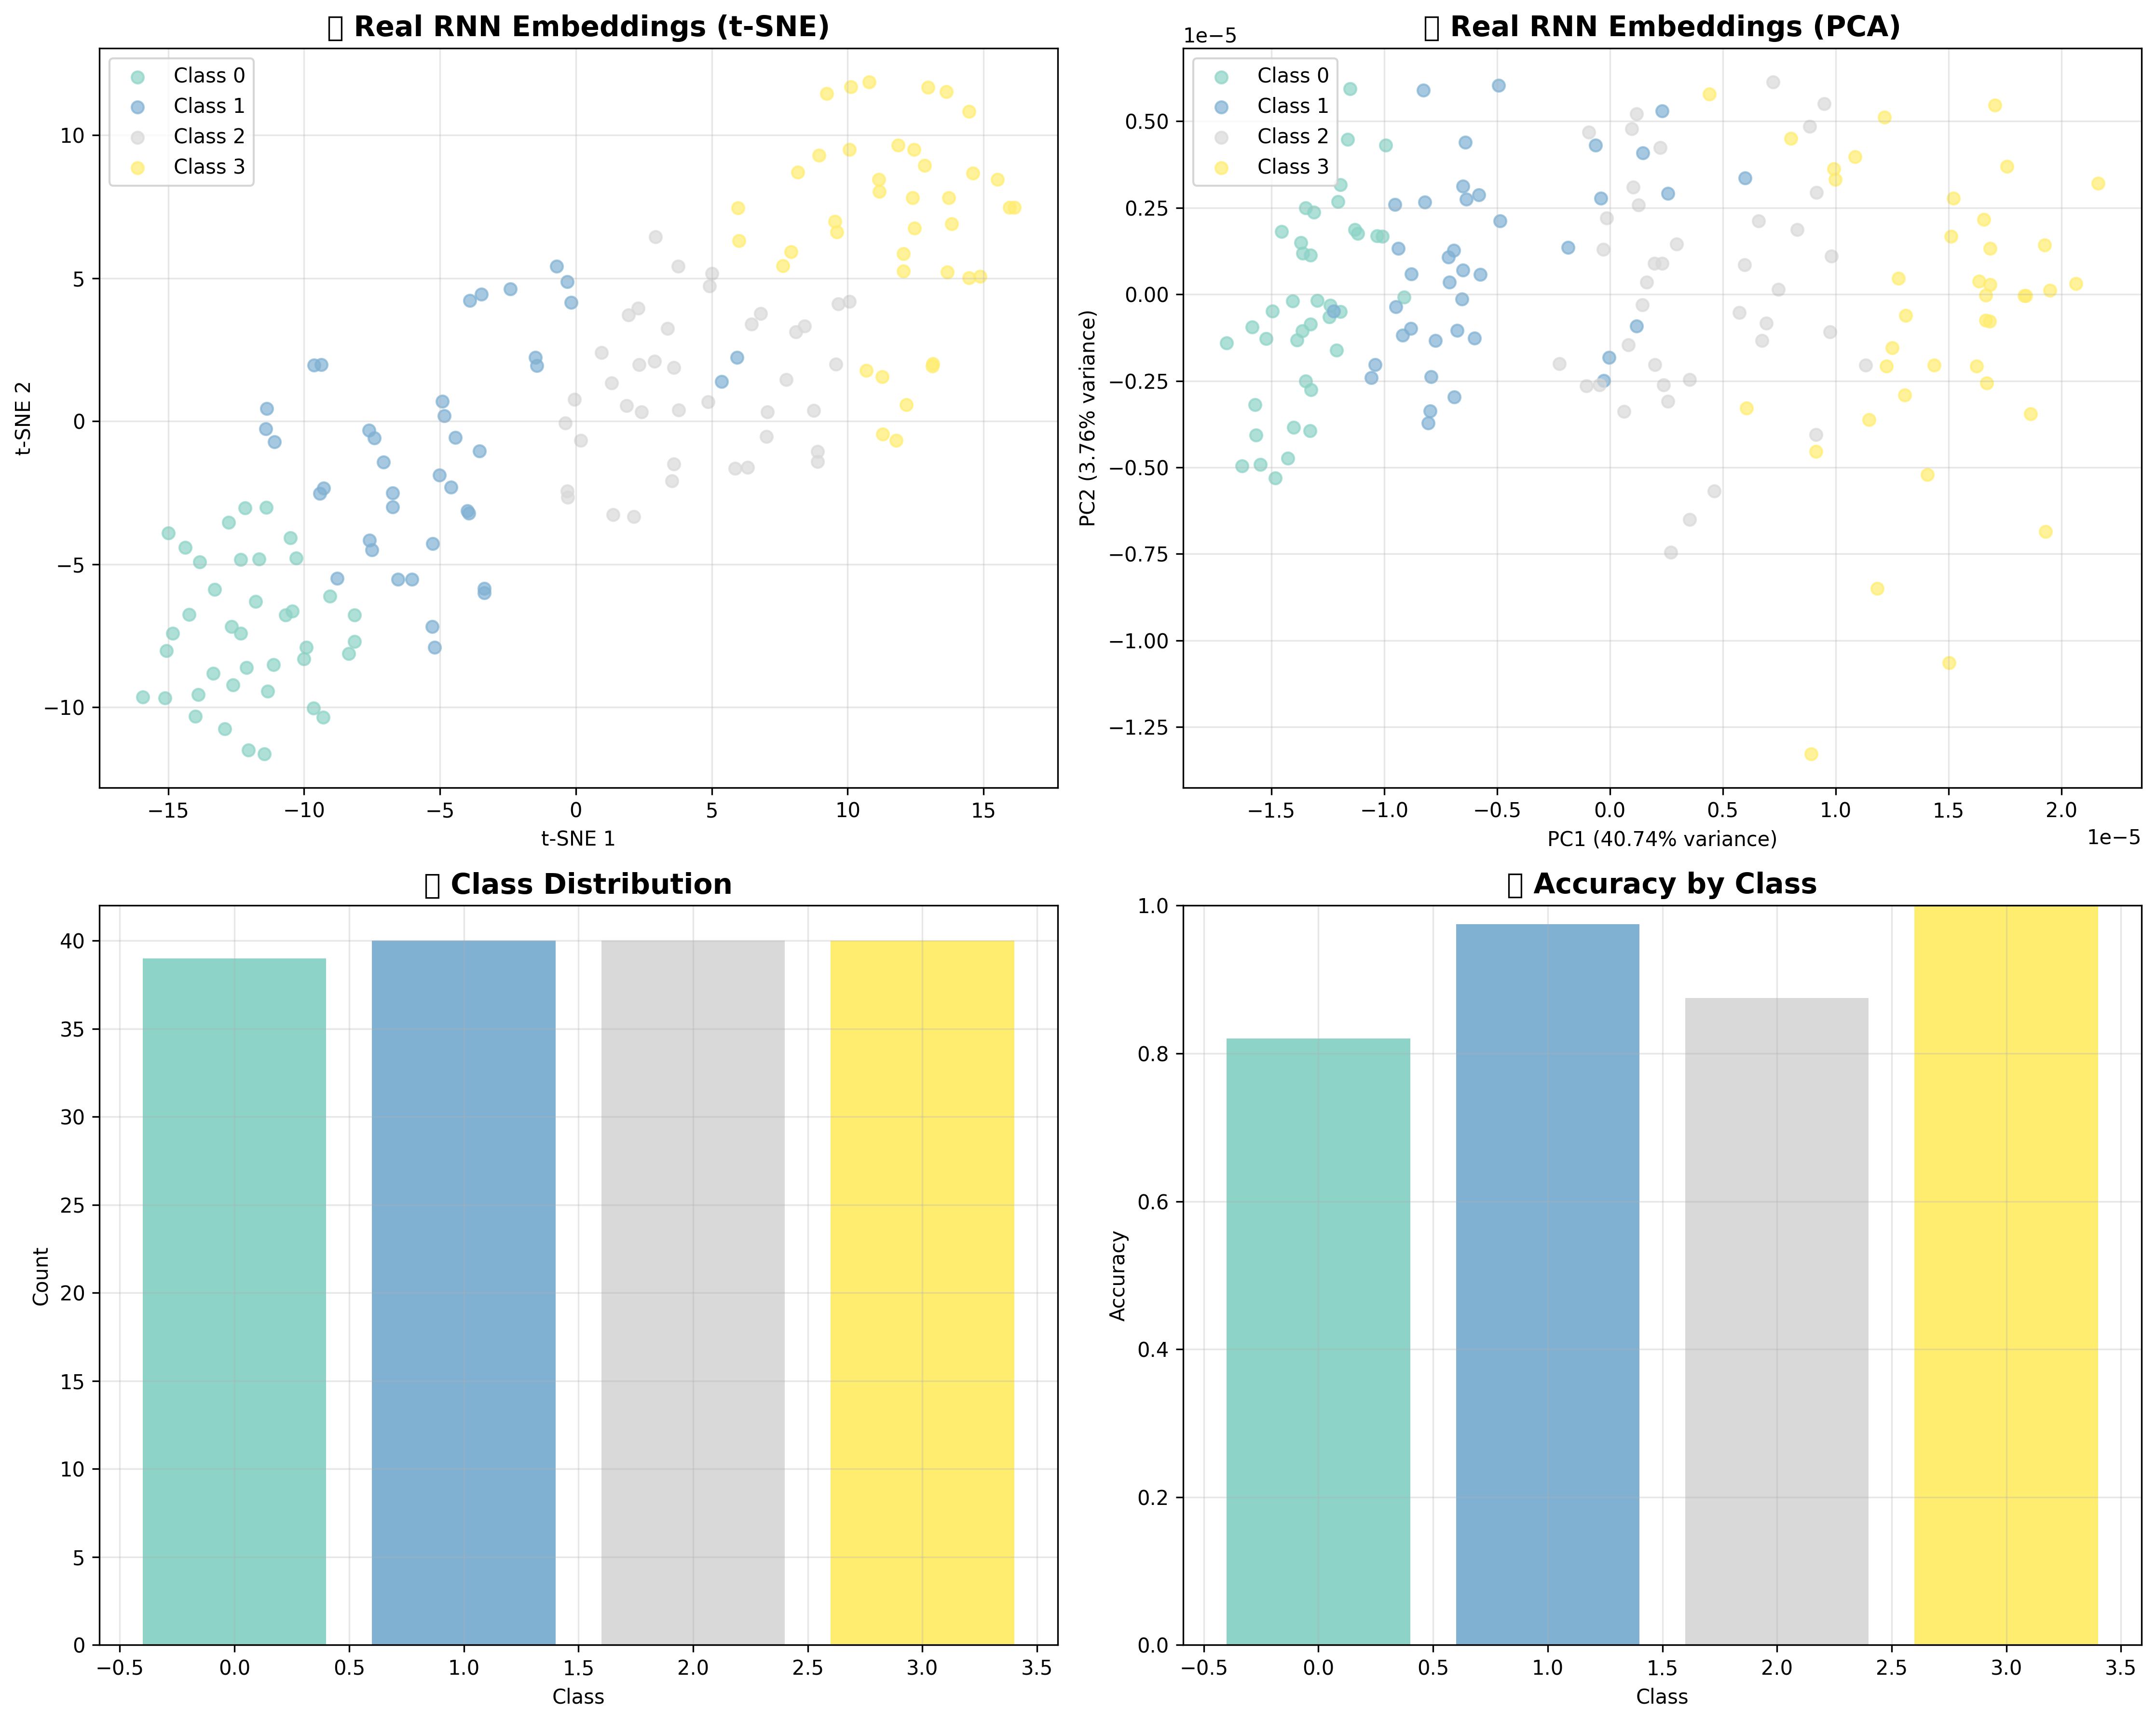 ▯ Real RNN Embeddings (t-SNE)
Class 0
Class 1
Class 2
Class 3
t-SNE 2
10
5
0
−5
−10
−15 −10 −5 0 5 10 15
t-SNE 1
▯ Real RNN Embeddings (PCA)
1e−5
Class 0
Class 1
Class 2
Class 3
PC2 (3.76% variance)
0.50
0.25
0.00
−0.25
−0.50
−0.75
−1.00
−1.25
−1.5 −1.0 −0.5 0.0 0.5 1.0 1.5 2.0
1e−5
PC1 (40.74% variance)
▯ Class Distribution
Count
40
35
30
25
20
15
10
5
0
−0.5 0.0 0.5 1.0 1.5 2.0 2.5 3.0 3.5
Class
▯ Accuracy by Class
Accuracy
1.0
0.8
0.6
0.4
0.2
0.0
−0.5 0.0 0.5 1.0 1.5 2.0 2.5 3.0 3.5
Class